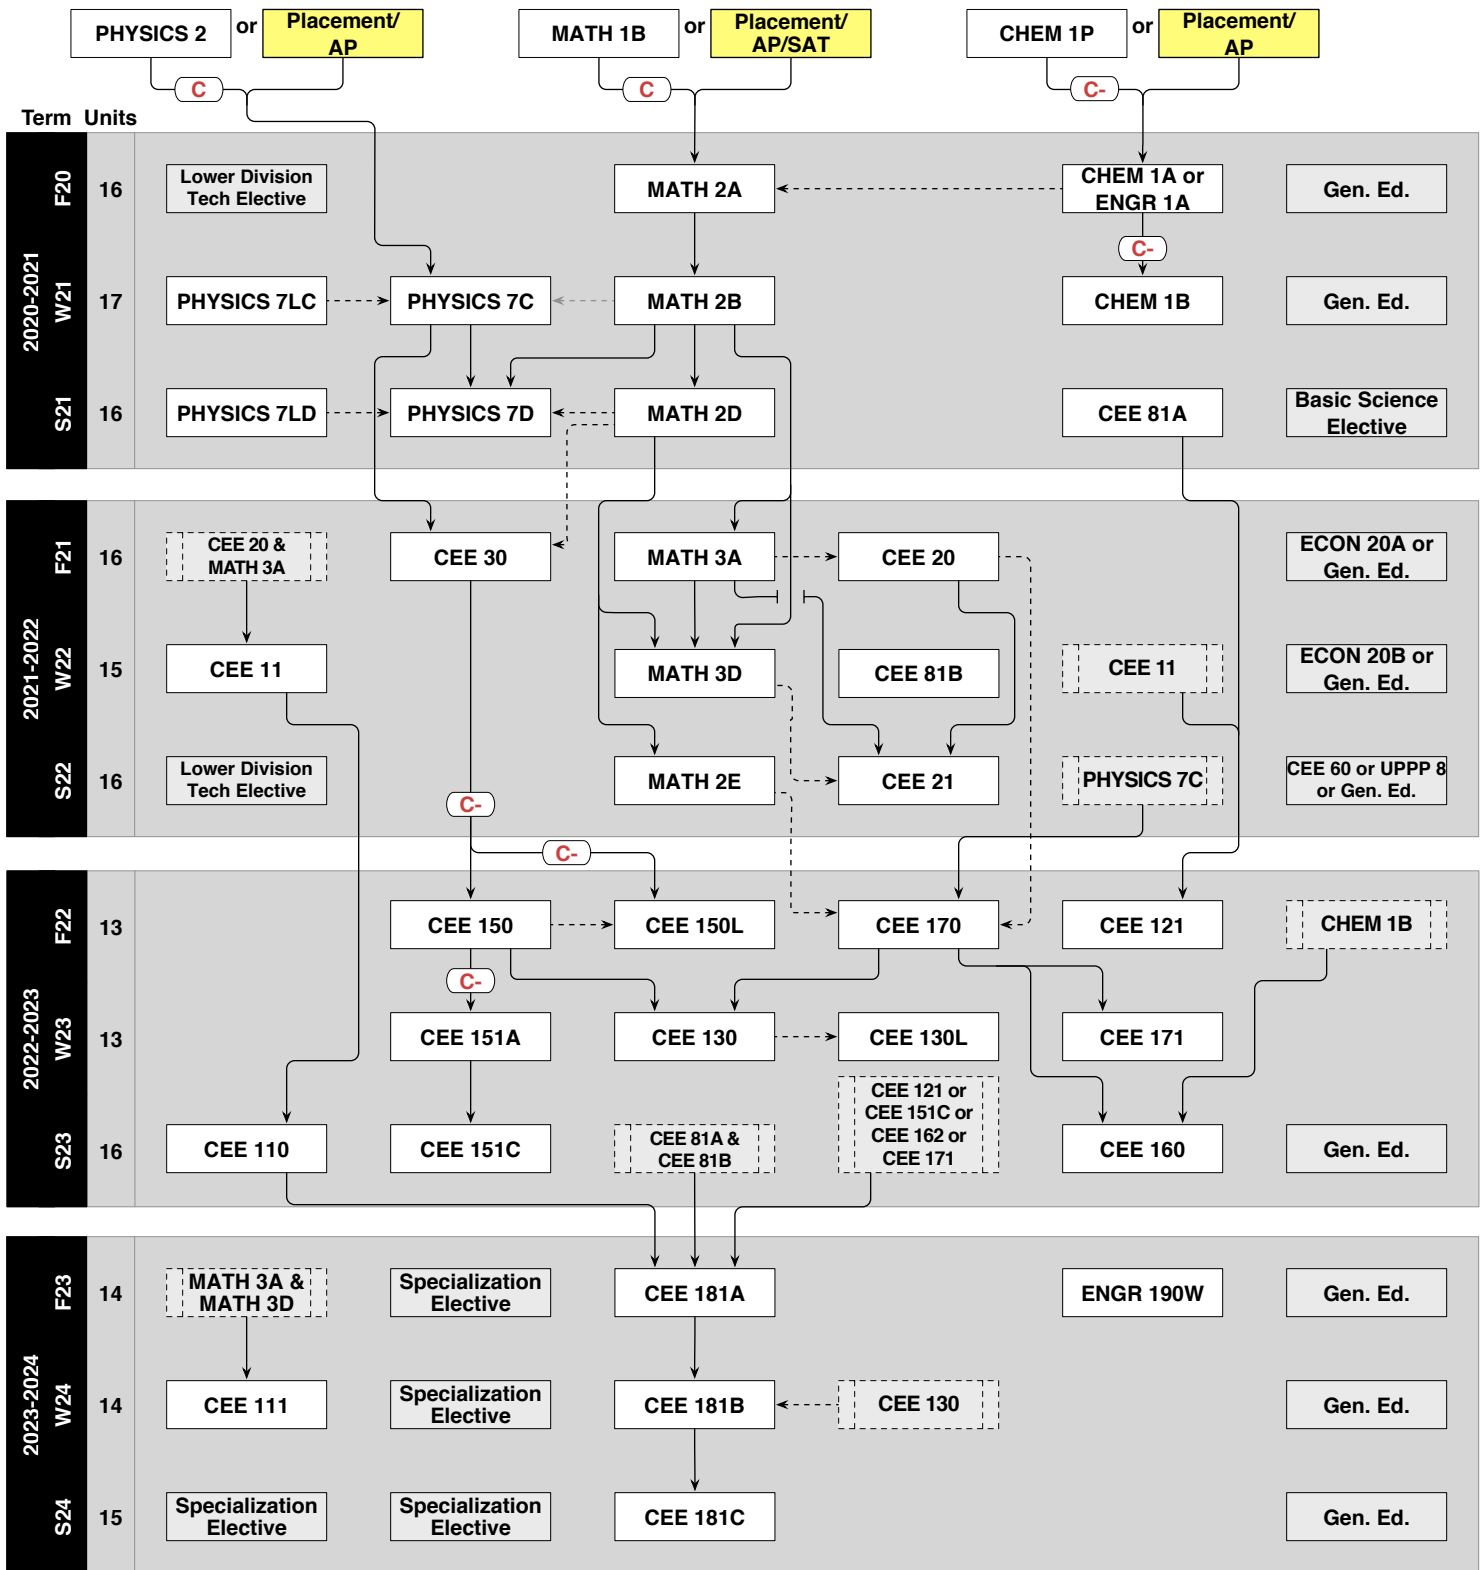 PHYSICS 2
or
Placement/
AP
MATH 1B
or
Placement/
AP/SAT
CHEM 1P
or
Placement/
AP
C
C
C-
Term Units
2020-2021
F20
16
Lower Division
Tech Elective
MATH 2A
CHEM 1A or
ENGR 1A
Gen. Ed.
C-
W21
17
PHYSICS 7LC
PHYSICS 7C
MATH 2B
CHEM 1B
Gen. Ed.
S21
16
PHYSICS 7LD
PHYSICS 7D
MATH 2D
CEE 81A
Basic Science
Elective
2021-2022
F21
16
CEE 20 &
MATH 3A
CEE 30
MATH 3A
CEE 20
ECON 20A or
Gen. Ed.
W22
15
CEE 11
MATH 3D
CEE 81B
CEE 11
ECON 20B or
Gen. Ed.
S22
16
Lower Division
Tech Elective
MATH 2E
CEE 21
PHYSICS 7C
CEE 60 or UPPP 8
or Gen. Ed.
C-
C-
2022-2023
F22
13
CEE 150
CEE 150L
CEE 170
CEE 121
CHEM 1B
C-
W23
13
CEE 151A
CEE 130
CEE 130L
CEE 171
S23
16
CEE 110
CEE 151C
CEE 81A &
CEE 81B
CEE 121 or
CEE 151C or
CEE 162 or
CEE 171
CEE 160
Gen. Ed.
2023-2024
F23
14
MATH 3A &
MATH 3D
Specialization
Elective
CEE 181A
ENGR 190W
Gen. Ed.
W24
14
CEE 111
Specialization
Elective
CEE 181B
CEE 130
Gen. Ed.
S24
15
Specialization
Elective
Specialization
Elective
CEE 181C
Gen. Ed.